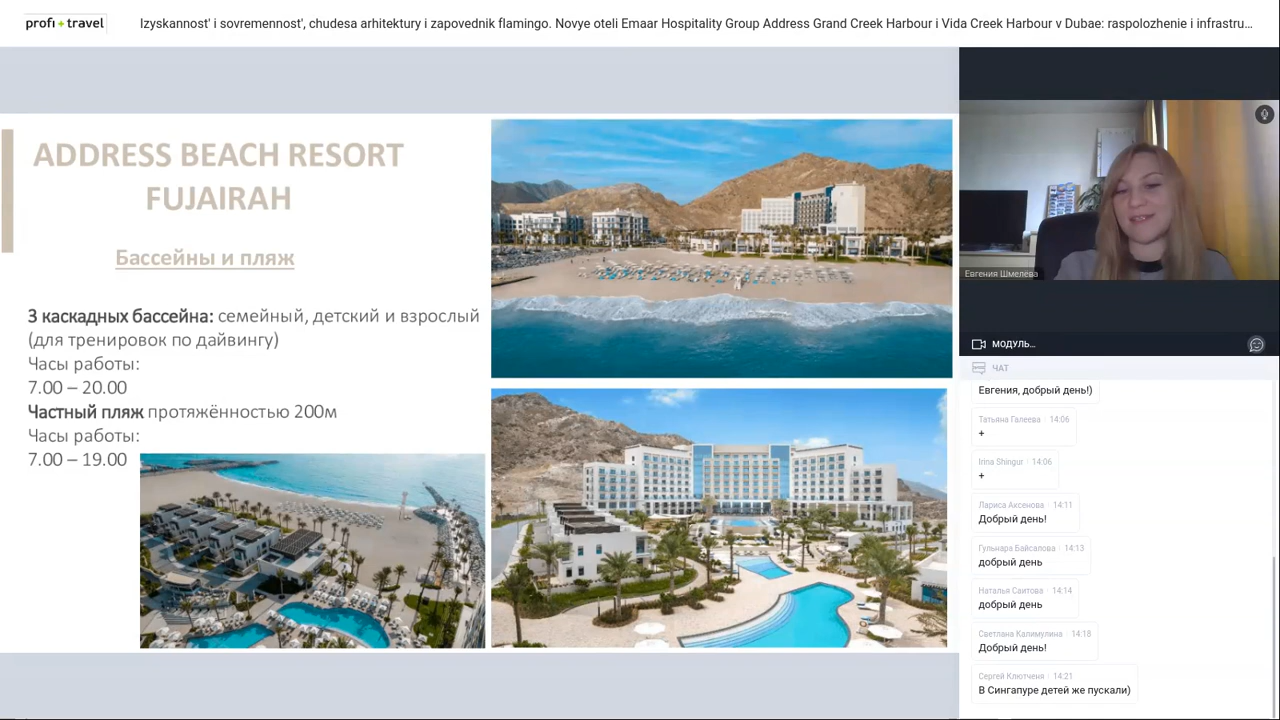 profi+travel
Izyskannost' i sovremennost', chudesa arhitektury i zapovednik flamingo. Novye oteli Emaar Hospitality Group Address Grand Creek Harbour i Vida Creek Harbour v Dubae: raspolozhenie i infrastru...
ADDRESS BEACH RESORT
FUJAIRAH
Бассейны и пляж
3 каскадных бассейна: семейный, детский и взрослый
(для тренировок по дайвингу)
Часы работы:
7.00 – 20.00
Частный пляж протяжённостью 200м
Часы работы:
7.00 – 19.00
Евгения Шмелёва
МОДУЛЬ...
ЧАТ
Евгения, добрый день!)
Татьяна Галеева 14:06
+
Irina Shingur 14:06
+
Лариса Аксенова 14:11
Добрый день!
Гульнара Байсалова 14:13
добрый день
Наталья Саитова 14:14
добрый день
Светлана Калимулина 14:18
Добрый день!
Сергей Клютченя 14:21
В Сингапуре детей же пускали)